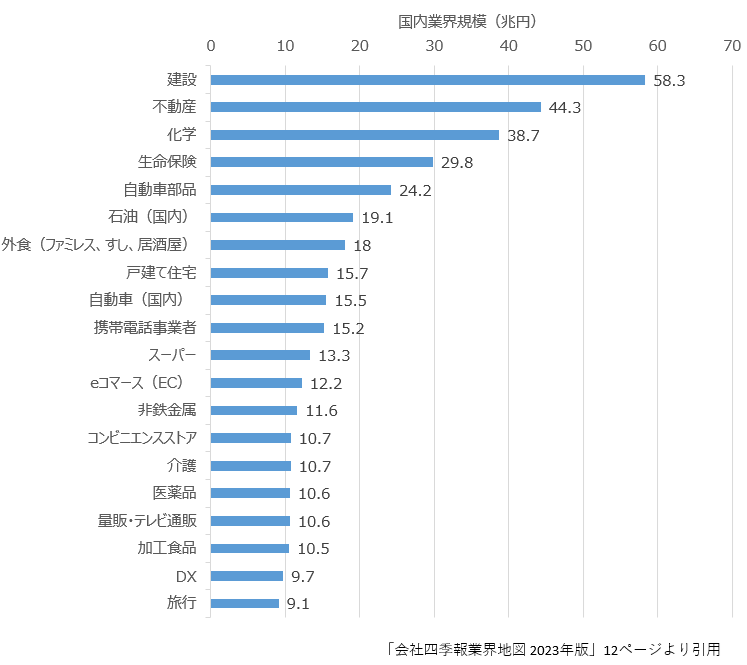 国内業界規模（兆円）
0 10 20 30 40 50 60 70
建設 58.3
不動産 44.3
化学 38.7
生命保険 29.8
自動車部品 24.2
石油（国内） 19.1
外食（ファミレス、すし、居酒屋） 18
戸建て住宅 15.7
自動車（国内） 15.5
携帯電話事業者 15.2
スーパー 13.3
eコマース（EC） 12.2
非鉄金属 11.6
コンビニエンスストア 10.7
介護 10.7
医薬品 10.6
量販・テレビ通販 10.6
加工食品 10.5
DX 9.7
旅行 9.1
「会社四季報業界地図 2023年版」12ページより引用